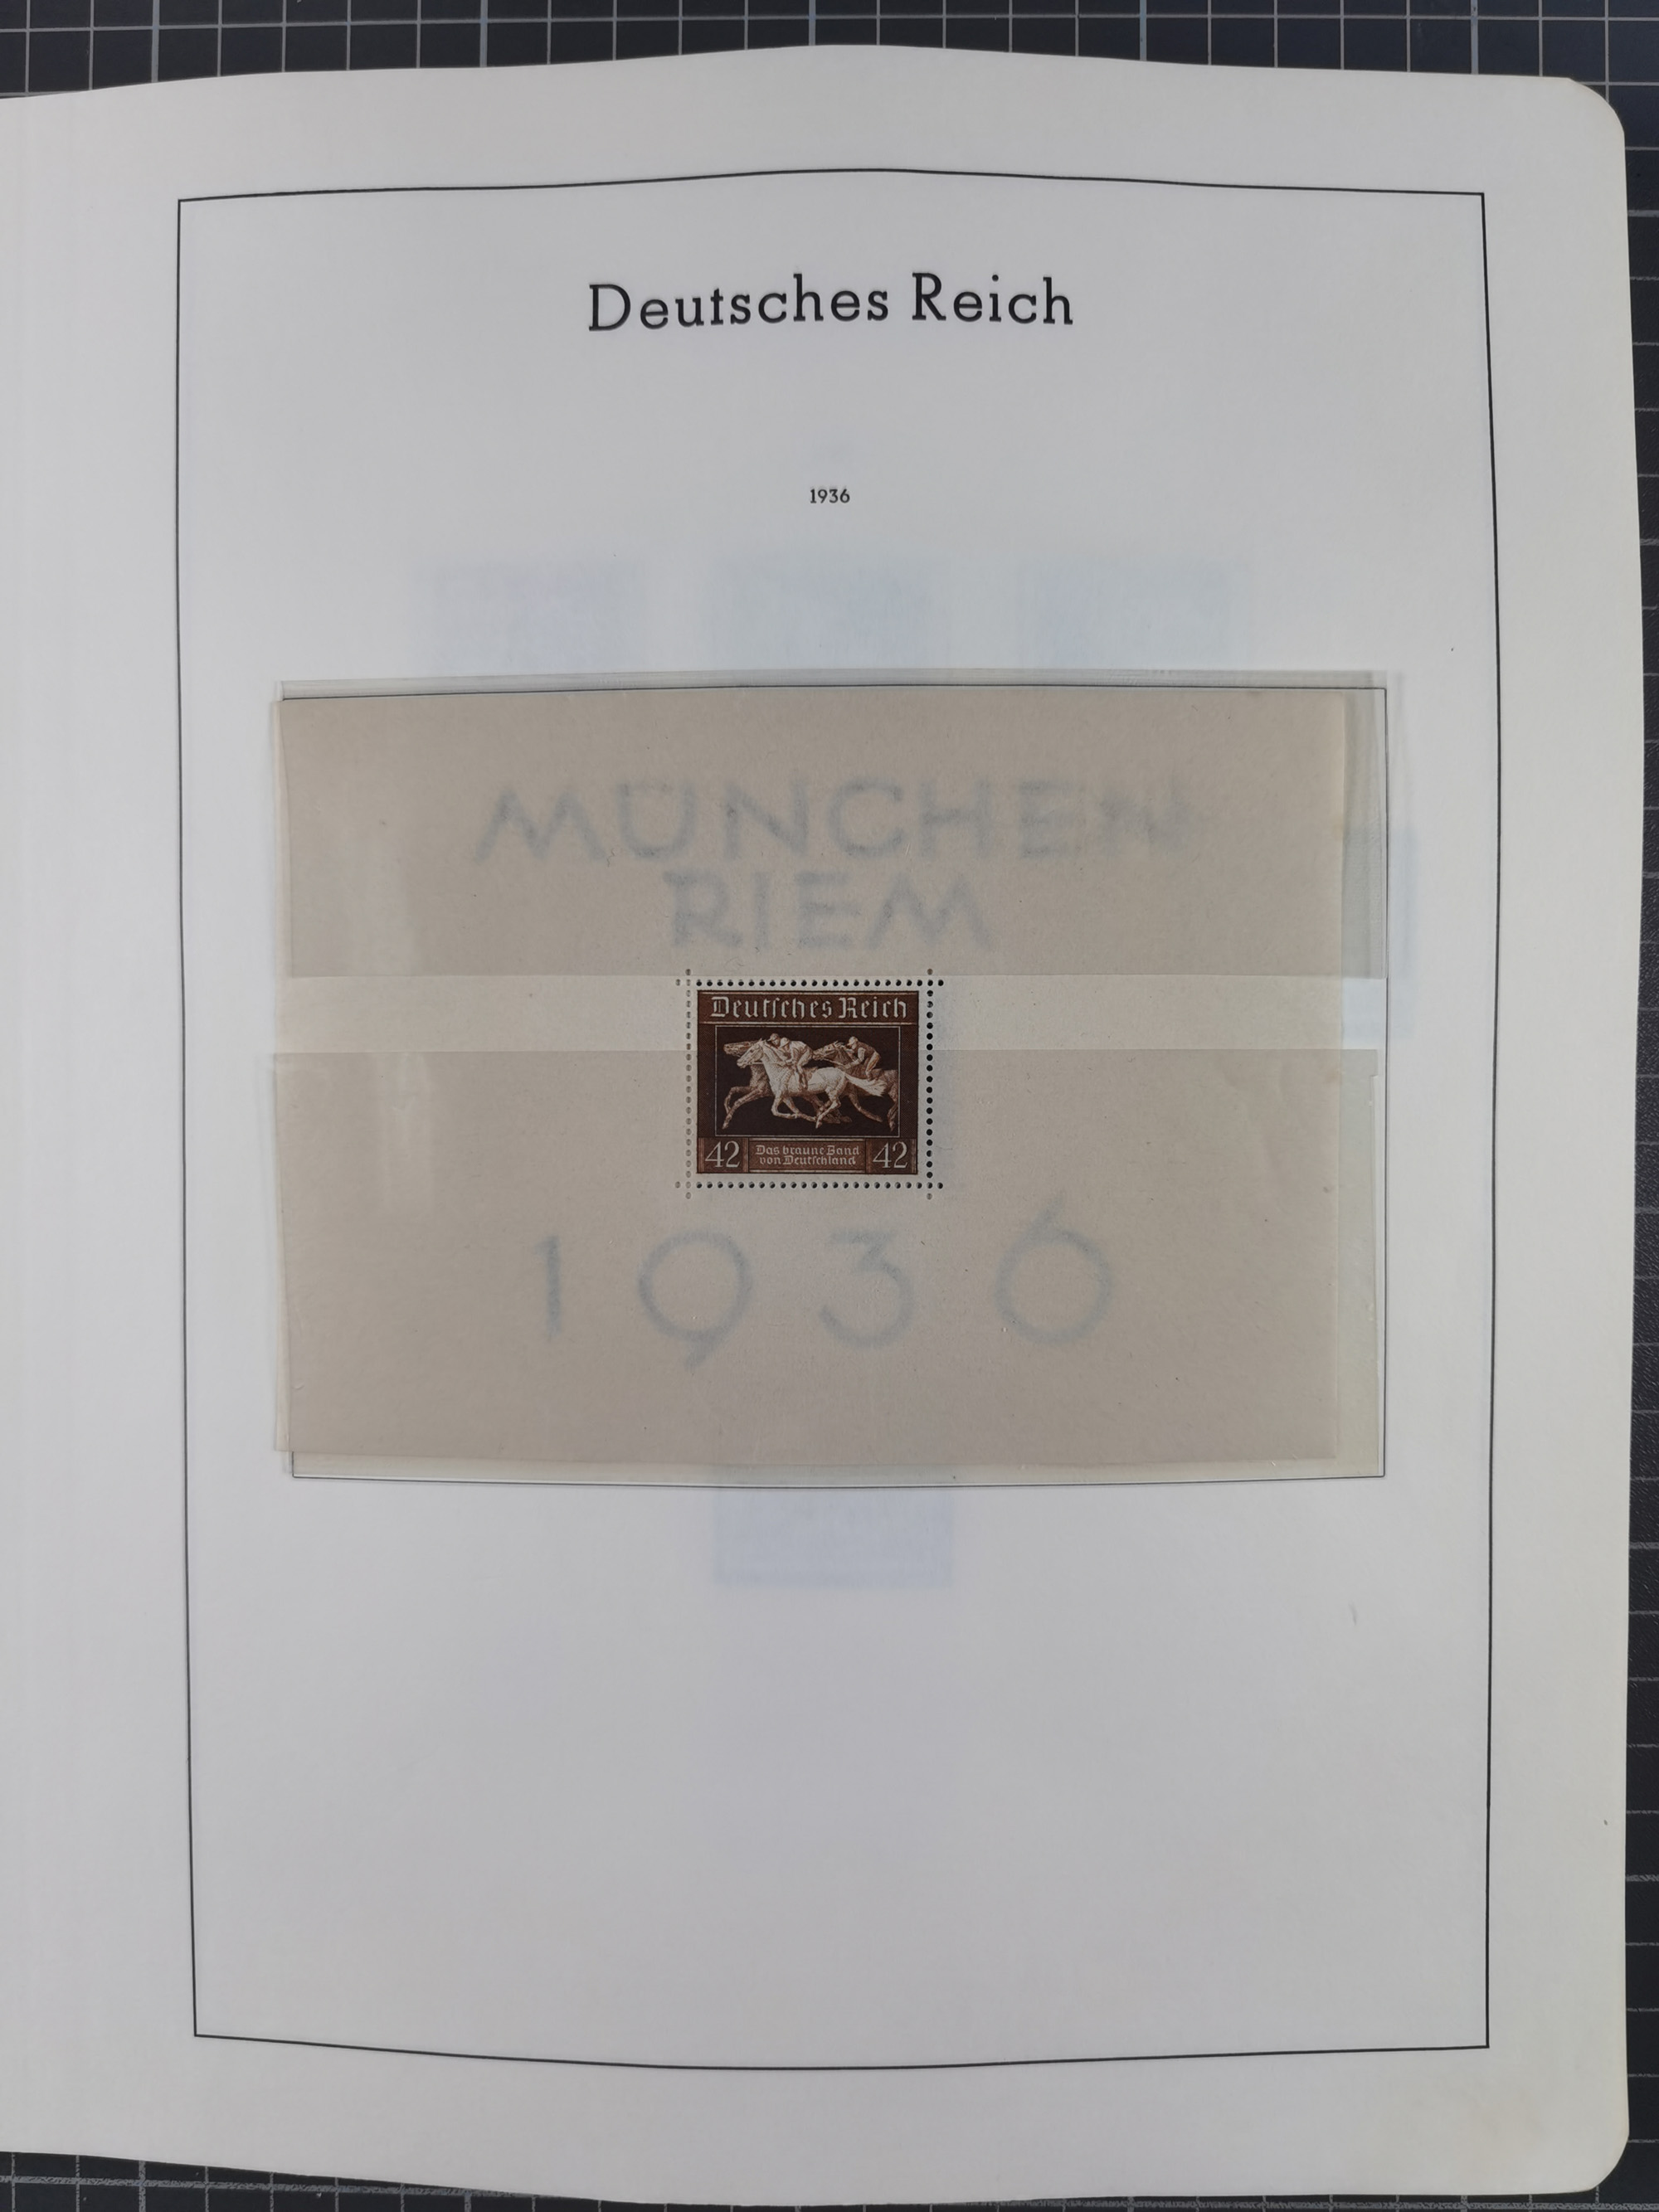 Deutsches Reich
1936
MÜNCHEN
RIEM
Deutsches Reich
42 Das braune Band von Deutschland 42
1936